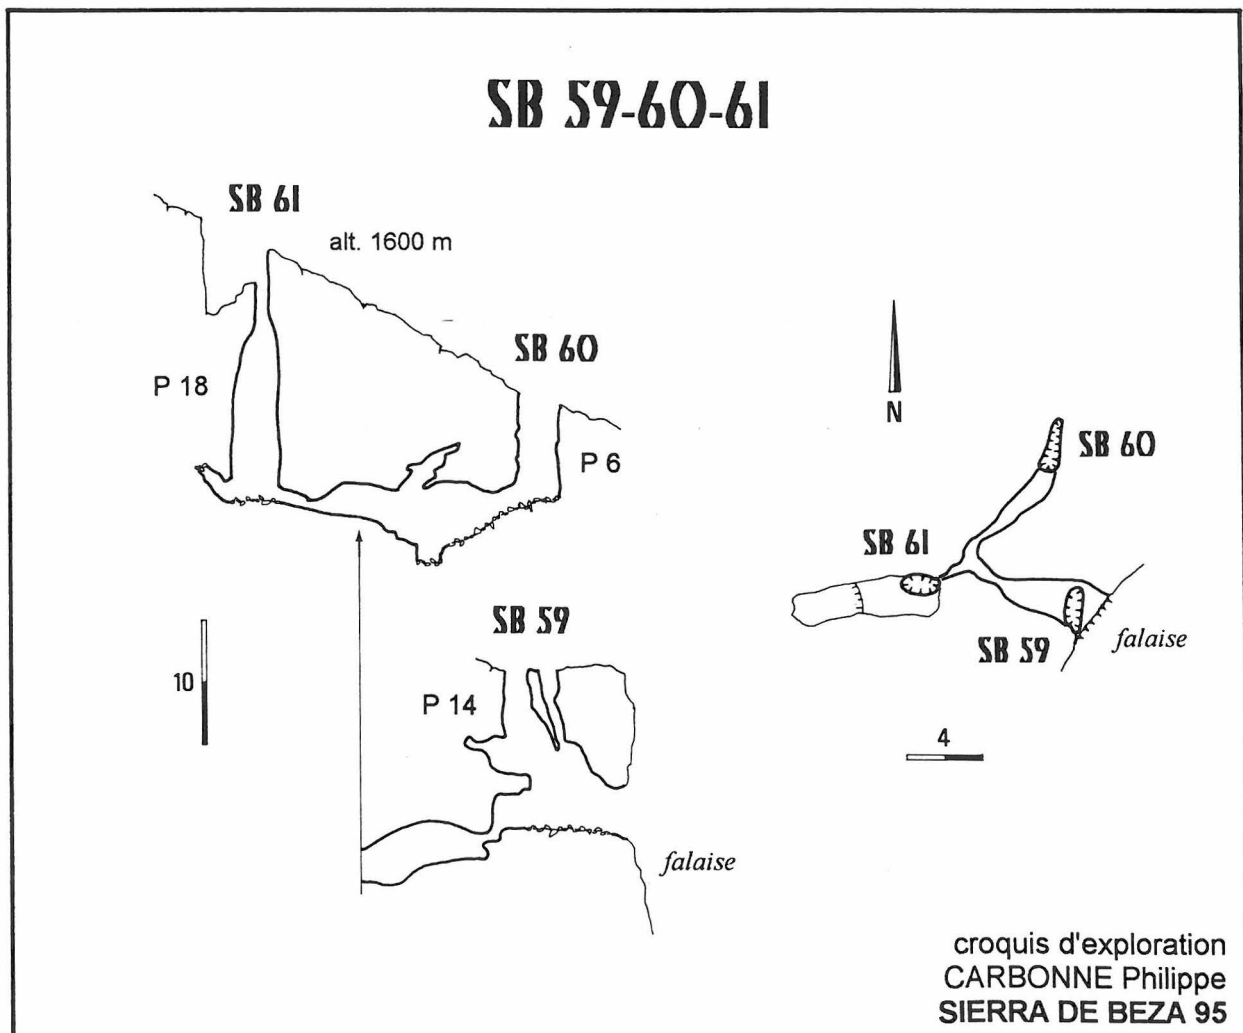 SB 59-60-61
SB 61
alt. 1600 m
SB 60
P 18
P 6
N
SB 60
SB 61
SB 59
falaise
SB 59
10
P 14
4
falaise
croquis d'exploration
CARBONNE Philippe
SIERRA DE BEZA 95